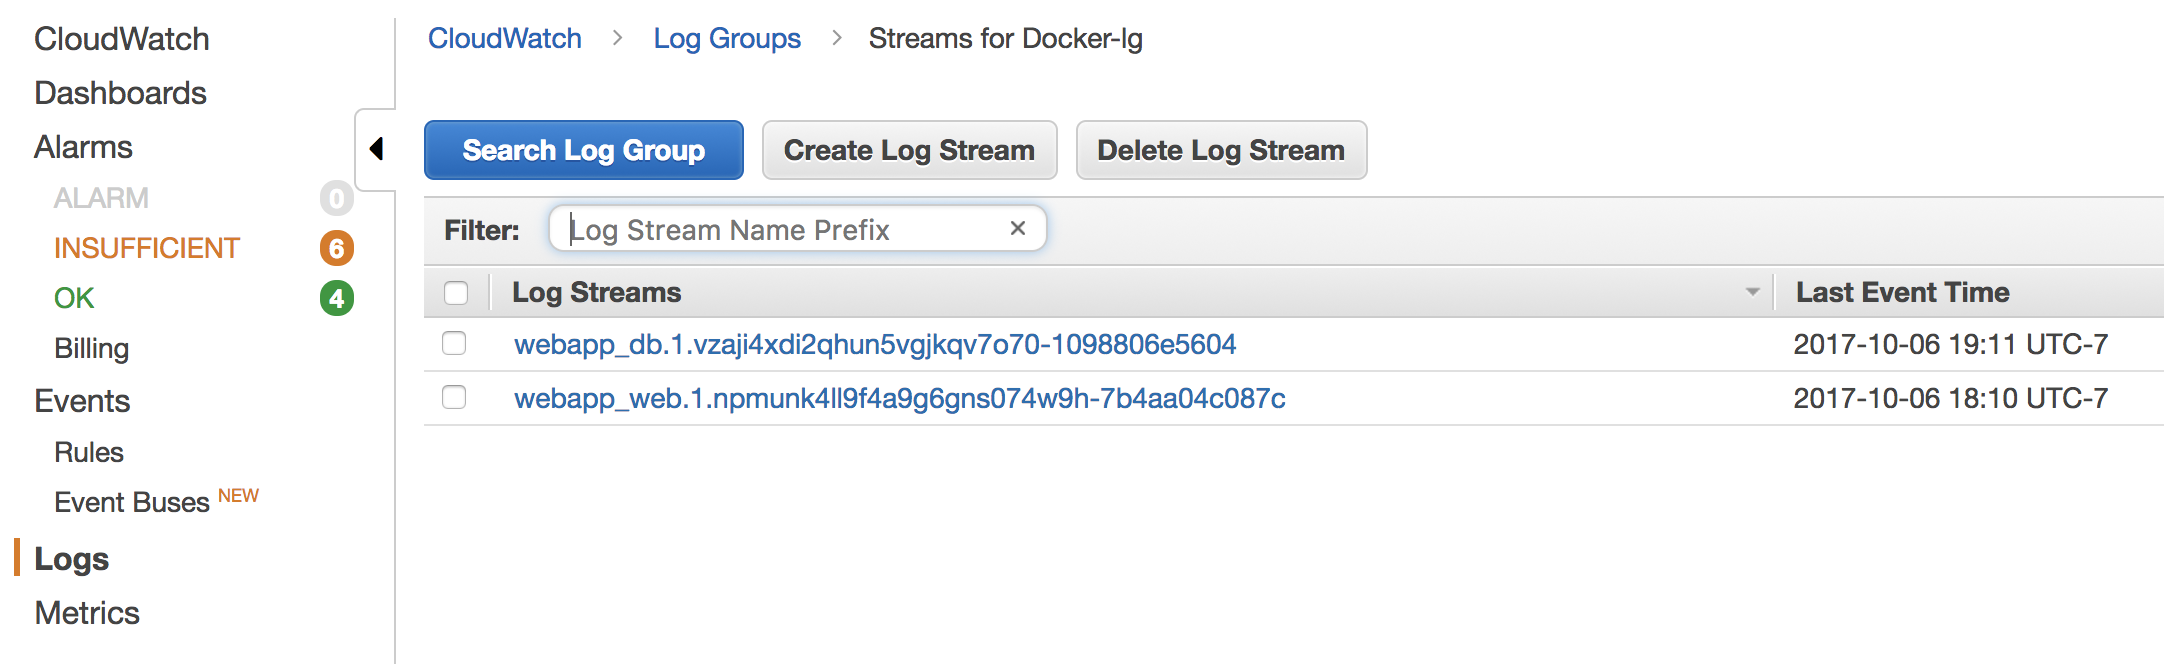 CloudWatch
Dashboards
Alarms
ALARM 0
INSUFFICIENT 6
OK 4
Billing
Events
Rules
Event Buses NEW
Logs
Metrics
CloudWatch > Log Groups > Streams for Docker-lg
Search Log Group Create Log Stream Delete Log Stream
Filter: Log Stream Name Prefix ×
Log Streams Last Event Time
webapp_db.1.vzaji4xdi2qhun5vgjkqv7o70-1098806e5604 2017-10-06 19:11 UTC-7
webapp_web.1.npmunk4ll9f4a9g6gns074w9h-7b4aa04c087c 2017-10-06 18:10 UTC-7